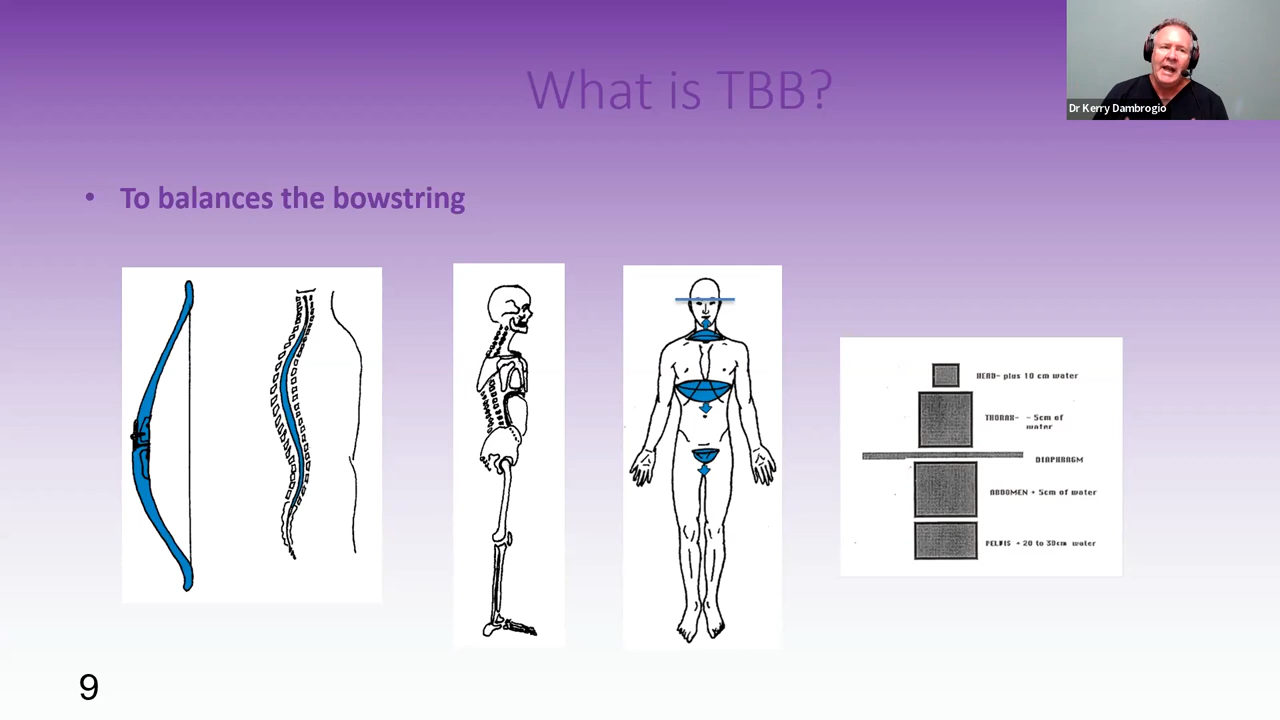 What is TBB?
Dr Kerry Dambrogio
• To balances the bowstring
HEAD- plus 10 cm water
THORAX- - 5cm of
water
DIAPHRAGM
ABDOMEN + 5cm of water
PELVIS + 20 to 30cm water
9